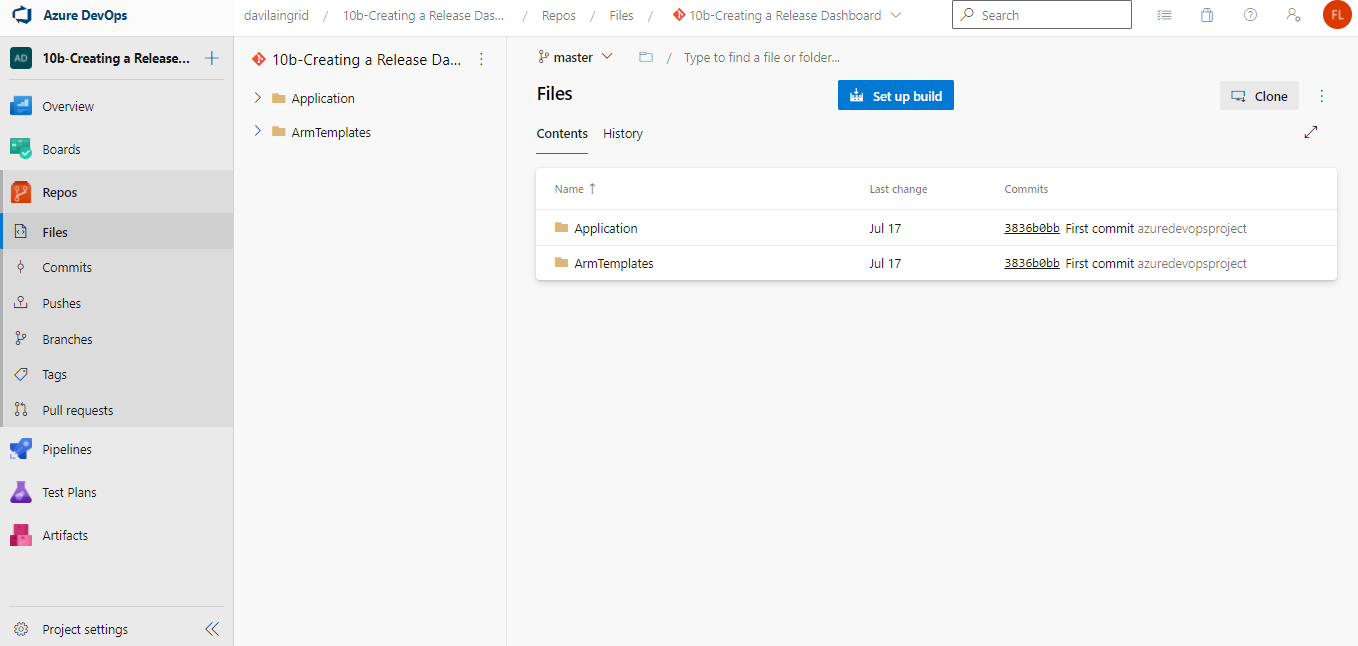 Azure DevOps
davilaingrid / 10b-Creating a Release Das... / Repos / Files / 10b-Creating a Release Dashboard
Search
FL
AD 10b-Creating a Release...
Overview
Boards
Repos
Files
Commits
Pushes
Branches
Tags
Pull requests
Pipelines
Test Plans
Artifacts
Project settings
10b-Creating a Release Da...
Application
ArmTemplates
master / Type to find a file or folder...
Files
Set up build
Clone
Contents History
Name Last change Commits
Application Jul 17 3836b0bb First commit azuredevopsproject
ArmTemplates Jul 17 3836b0bb First commit azuredevopsproject